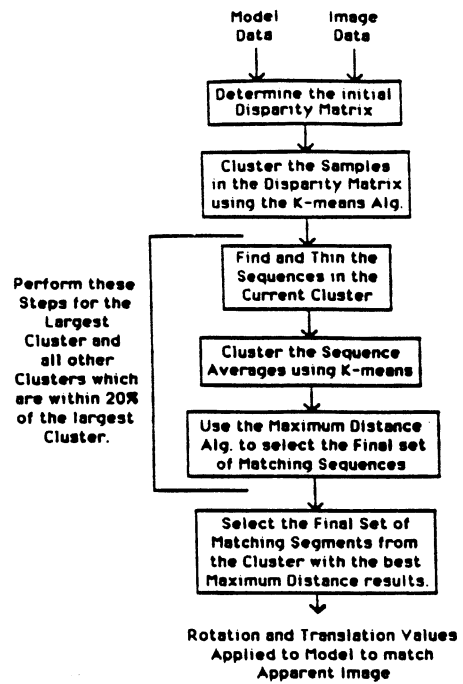 Model
Data
Image
Data
Determine the initial
Disparity Matrix
Cluster the Samples
in the Disparity Matrix
using the K-means Alg.
Perform these
Steps for the
Largest
Cluster and
all other
Clusters which
are within 20%
of the largest
Cluster.
Find and Thin the
Sequences in the
Current Cluster
Cluster the Sequence
Averages using K-means
Use the Maximum Distance
Alg. to select the Final set
of Matching Sequences
Select the Final Set of
Matching Segments from
the Cluster with the best
Maximum Distance results.
Rotation and Translation Values
Applied to Model to match
Apparent Image